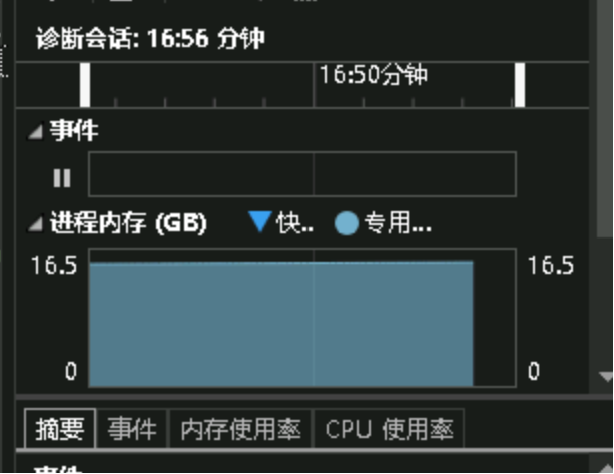 诊断会话: 16:56 分钟
16:50分钟
事件
进程内存 (GB) 快.. 专用...
16.5 16.5
0 0
摘要 事件 内存使用率 CPU 使用率
事件